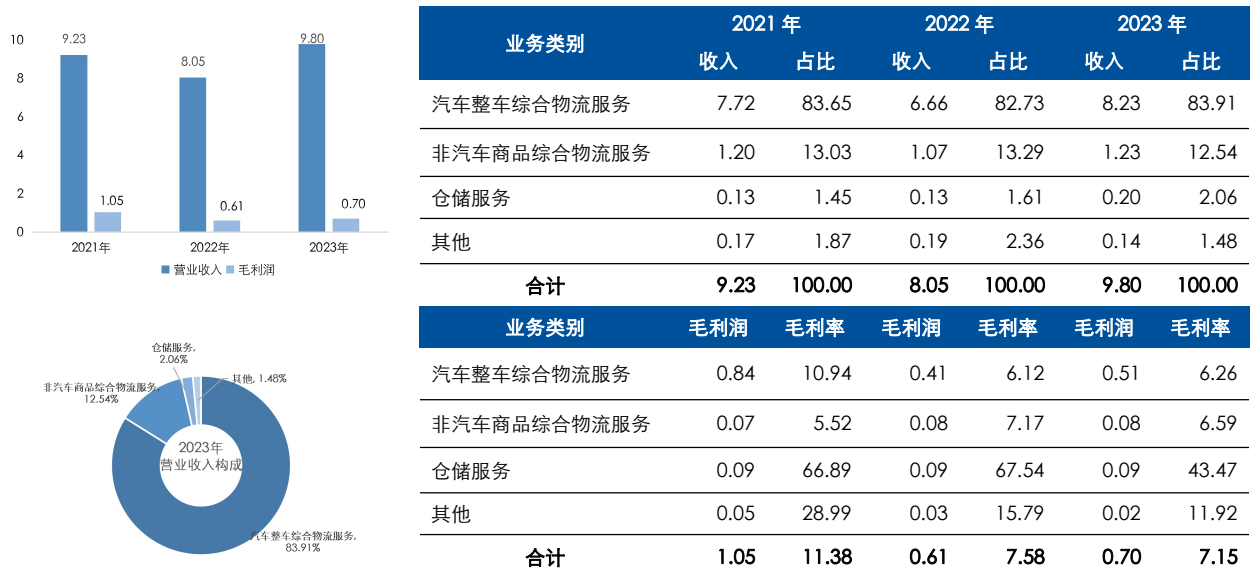 10
8
6
4
2
0
9.23
1.05
8.05
0.61
9.80
0.70
2021年
2022年
2023年
营业收入 毛利润
仓储服务,
2.06%
非汽车商品综合物流服务,
12.54%
其他, 1.48%
2023年
营业收入构成
汽车整车综合物流服务,
83.91%
业务类别 2021 年 2022 年 2023 年
收入 占比 收入 占比 收入 占比
汽车整车综合物流服务 7.72 83.65 6.66 82.73 8.23 83.91
非汽车商品综合物流服务 1.20 13.03 1.07 13.29 1.23 12.54
仓储服务 0.13 1.45 0.13 1.61 0.20 2.06
其他 0.17 1.87 0.19 2.36 0.14 1.48
合计 9.23 100.00 8.05 100.00 9.80 100.00
业务类别 毛利润 毛利率 毛利润 毛利率 毛利润 毛利率
汽车整车综合物流服务 0.84 10.94 0.41 6.12 0.51 6.26
非汽车商品综合物流服务 0.07 5.52 0.08 7.17 0.08 6.59
仓储服务 0.09 66.89 0.09 67.54 0.09 43.47
其他 0.05 28.99 0.03 15.79 0.02 11.92
合计 1.05 11.38 0.61 7.58 0.70 7.15